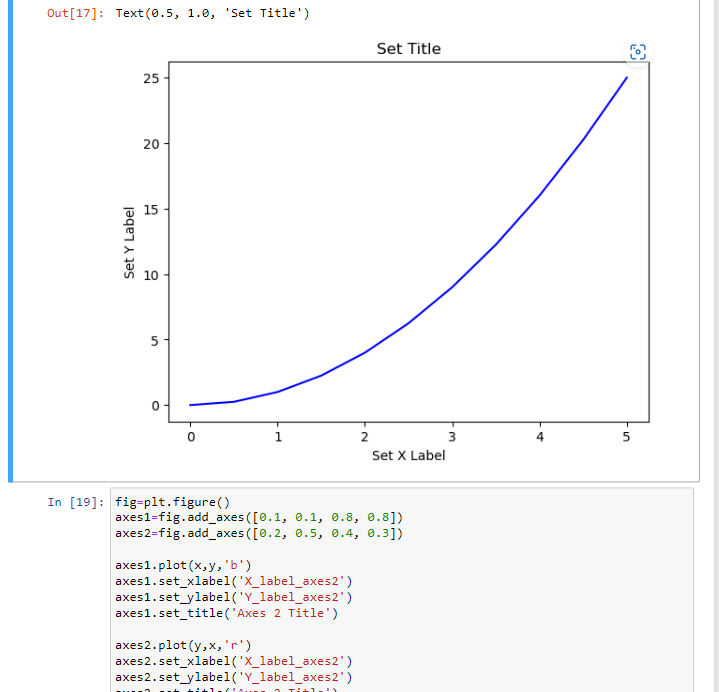 Out[17]: Text(0.5, 1.0, 'Set Title')
Set Title
25
20
15
10
5
0
Set Y Label
0 1 2 3 4 5
Set X Label
In [19]: fig=plt.figure()
axes1=fig.add_axes([0.1, 0.1, 0.8, 0.8])
axes2=fig.add_axes([0.2, 0.5, 0.4, 0.3])
axes1.plot(x,y,'b')
axes1.set_xlabel('X_label_axes2')
axes1.set_ylabel('Y_label_axes2')
axes1.set_title('Axes 2 Title')
axes2.plot(y,x,'r')
axes2.set_xlabel('X_label_axes2')
axes2.set_ylabel('Y_label_axes2')